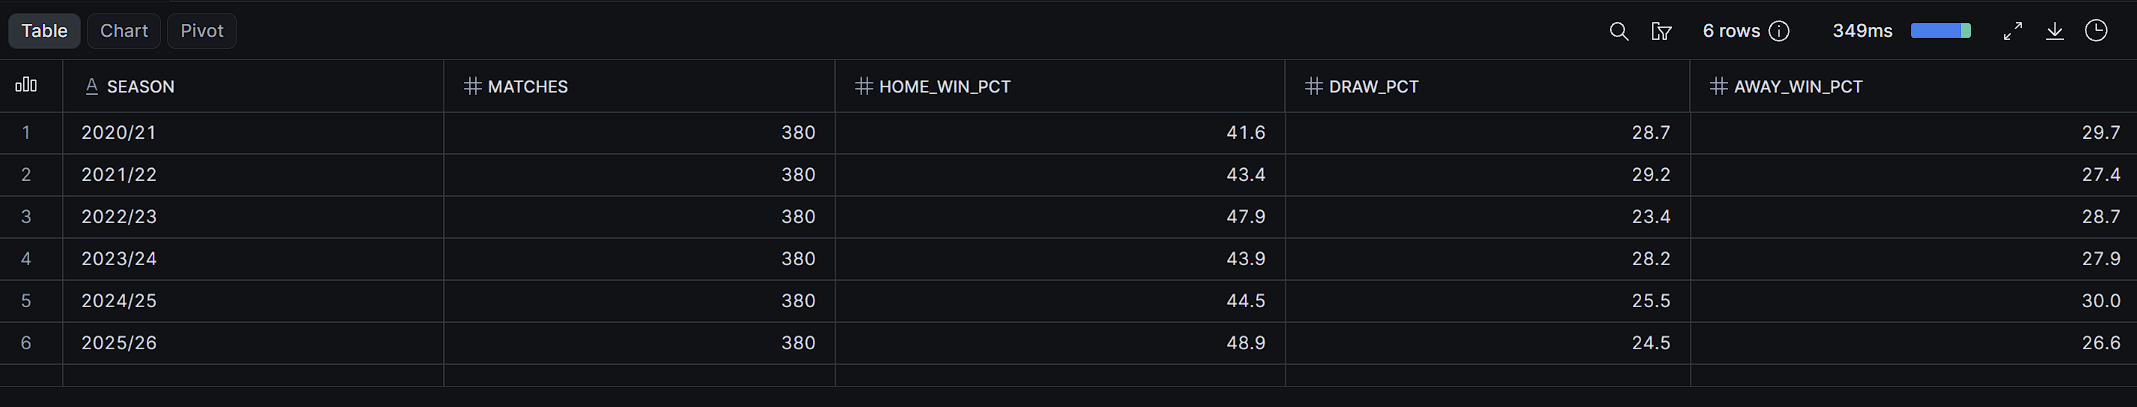 Table Chart Pivot 6 rows 349ms
A SEASON # MATCHES # HOME_WIN_PCT # DRAW_PCT # AWAY_WIN_PCT
1 2020/21 380 41.6 28.7 29.7
2 2021/22 380 43.4 29.2 27.4
3 2022/23 380 47.9 23.4 28.7
4 2023/24 380 43.9 28.2 27.9
5 2024/25 380 44.5 25.5 30.0
6 2025/26 380 48.9 24.5 26.6